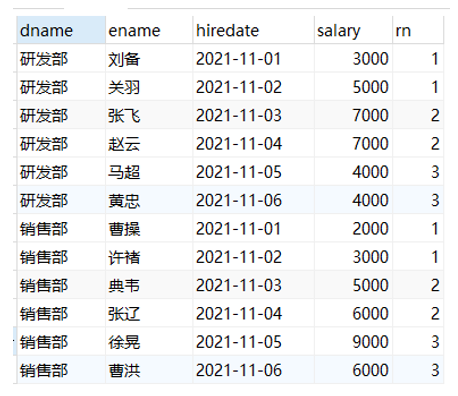 dname ename hiredate salary rn
研发部 刘备 2021-11-01 3000 1
研发部 关羽 2021-11-02 5000 1
研发部 张飞 2021-11-03 7000 2
研发部 赵云 2021-11-04 7000 2
研发部 马超 2021-11-05 4000 3
研发部 黄忠 2021-11-06 4000 3
销售部 曹操 2021-11-01 2000 1
销售部 许褚 2021-11-02 3000 1
销售部 典韦 2021-11-03 5000 2
销售部 张辽 2021-11-04 6000 2
销售部 徐晃 2021-11-05 9000 3
销售部 曹洪 2021-11-06 6000 3